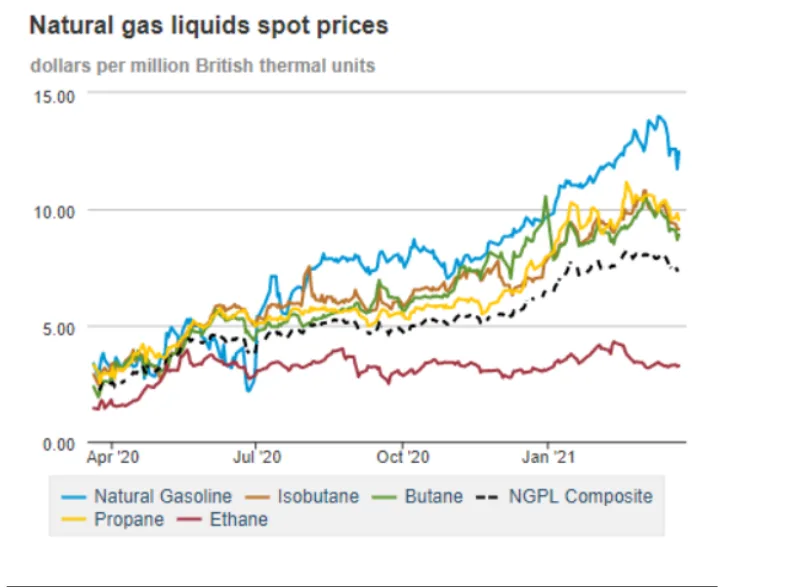 Natural gas liquids spot prices
dollars per million British thermal units
15.00
10.00
5.00
0.00
Apr '20 Jul '20 Oct '20 Jan '21
Natural Gasoline Isobutane Butane NGPL Composite
Propane Ethane